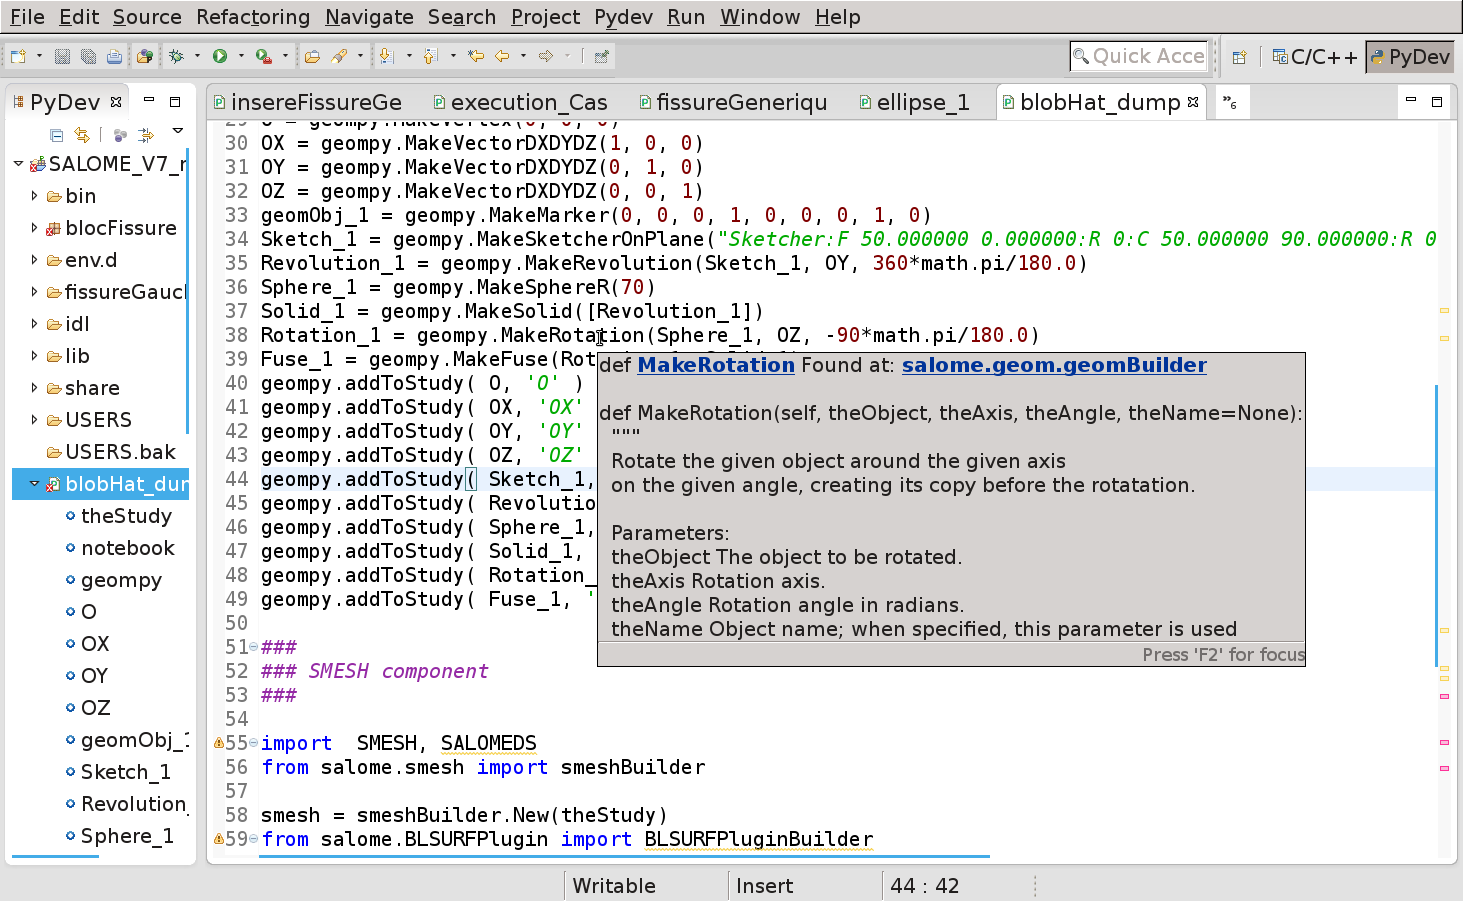 File Edit Source Refactoring Navigate Search Project Pydev Run Window Help
Quick Acce
C/C++
PyDev
PyDev
insereFissureGe
execution_Cas
fissureGeneriqu
ellipse_1
blobHat_dump
»6
SALOME_V7_r
bin
blocFissure
env.d
fissureGaucl
idl
lib
share
USERS
USERS.bak
blobHat_dur
theStudy
notebook
geompy
O
OX
OY
OZ
geomObj_1
Sketch_1
Revolution_
Sphere_1
29 O = geompy.MakeVertex(0, 0, 0)
30 OX = geompy.MakeVectorDXDYDZ(1, 0, 0)
31 OY = geompy.MakeVectorDXDYDZ(0, 1, 0)
32 OZ = geompy.MakeVectorDXDYDZ(0, 0, 1)
33 geomObj_1 = geompy.MakeMarker(0, 0, 0, 1, 0, 0, 0, 1, 0)
34 Sketch_1 = geompy.MakeSketcherOnPlane("Sketcher:F 50.000000 0.000000:R 0:C 50.000000 90.000000:R 0
35 Revolution_1 = geompy.MakeRevolution(Sketch_1, OY, 360*math.pi/180.0)
36 Sphere_1 = geompy.MakeSphereR(70)
37 Solid_1 = geompy.MakeSolid([Revolution_1])
38 Rotation_1 = geompy.MakeRotation(Sphere_1, OZ, -90*math.pi/180.0)
39 Fuse_1 = geompy.MakeFuse(Rot
40 geompy.addToStudy( O, 'O' )
41 geompy.addToStudy( OX, 'OX'
42 geompy.addToStudy( OY, 'OY'
43 geompy.addToStudy( OZ, 'OZ'
44 geompy.addToStudy( Sketch_1,
45 geompy.addToStudy( Revolutio
46 geompy.addToStudy( Sphere_1,
47 geompy.addToStudy( Solid_1,
48 geompy.addToStudy( Rotation_
49 geompy.addToStudy( Fuse_1, '
50
51 ###
52 ### SMESH component
53 ###
54
55 import  SMESH, SALOMEDS
56 from salome.smesh import smeshBuilder
57
58 smesh = smeshBuilder.New(theStudy)
59 from salome.BLSURFPlugin import BLSURFPluginBuilder
def MakeRotation Found at: salome.geom.geomBuilder
def MakeRotation(self, theObject, theAxis, theAngle, theName=None):
"""
Rotate the given object around the given axis
on the given angle, creating its copy before the rotatation.
Parameters:
theObject The object to be rotated.
theAxis Rotation axis.
theAngle Rotation angle in radians.
theName Object name; when specified, this parameter is used
Press 'F2' for focus
Writable
Insert
44 : 42